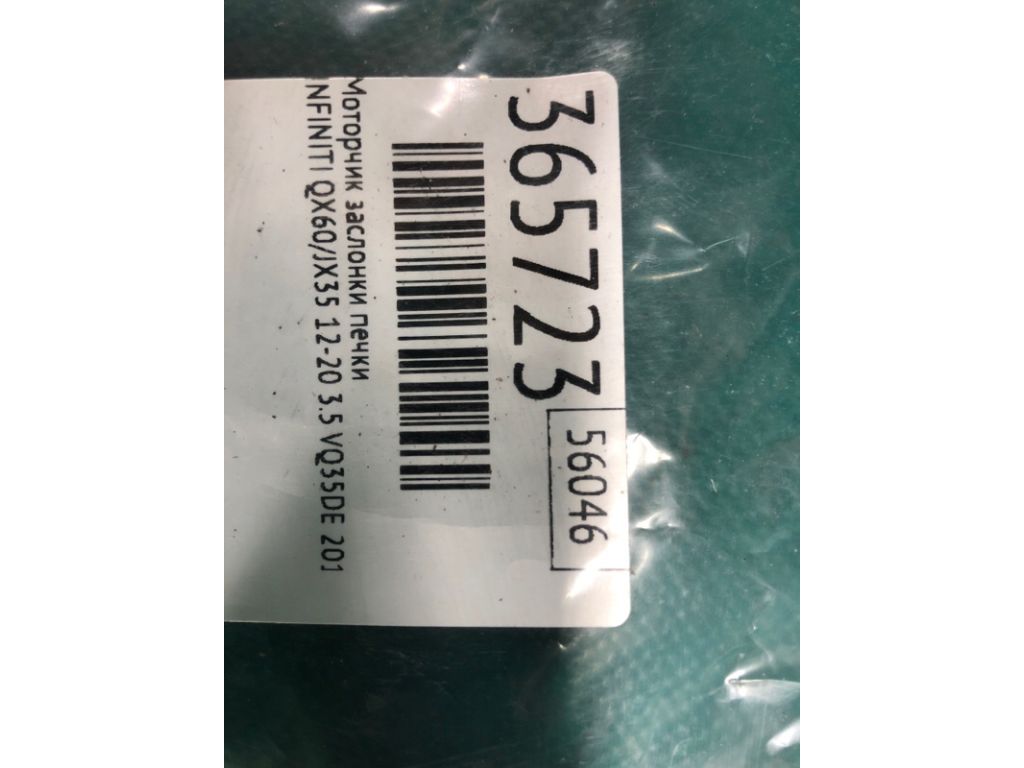 365723
56046
Моторчик заслонки печки
NFINITI QX60/JX35 12-20 3.5 VQ35DE 201